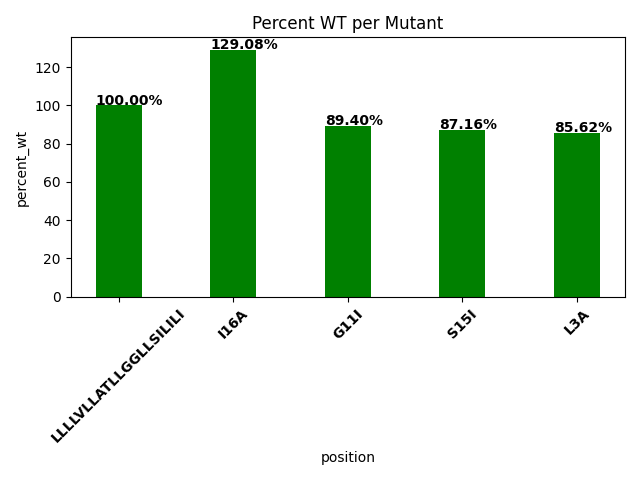 Percent WT per Mutant
percent_wt
120
100
80
60
40
20
0
100.00%
129.08%
89.40%
87.16%
85.62%
LLLLVLLATLLGGLLSILILI
I16A
G11I
S15I
L3A
position